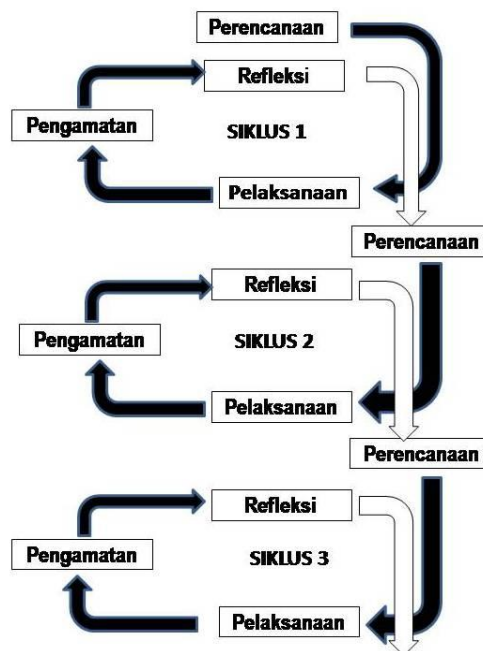 Perencanaan
Refleksi
Pengamatan
SIKLUS 1
Pelaksanaan
Perencanaan
Refleksi
Pengamatan
SIKLUS 2
Pelaksanaan
Perencanaan
Refleksi
Pengamatan
SIKLUS 3
Pelaksanaan